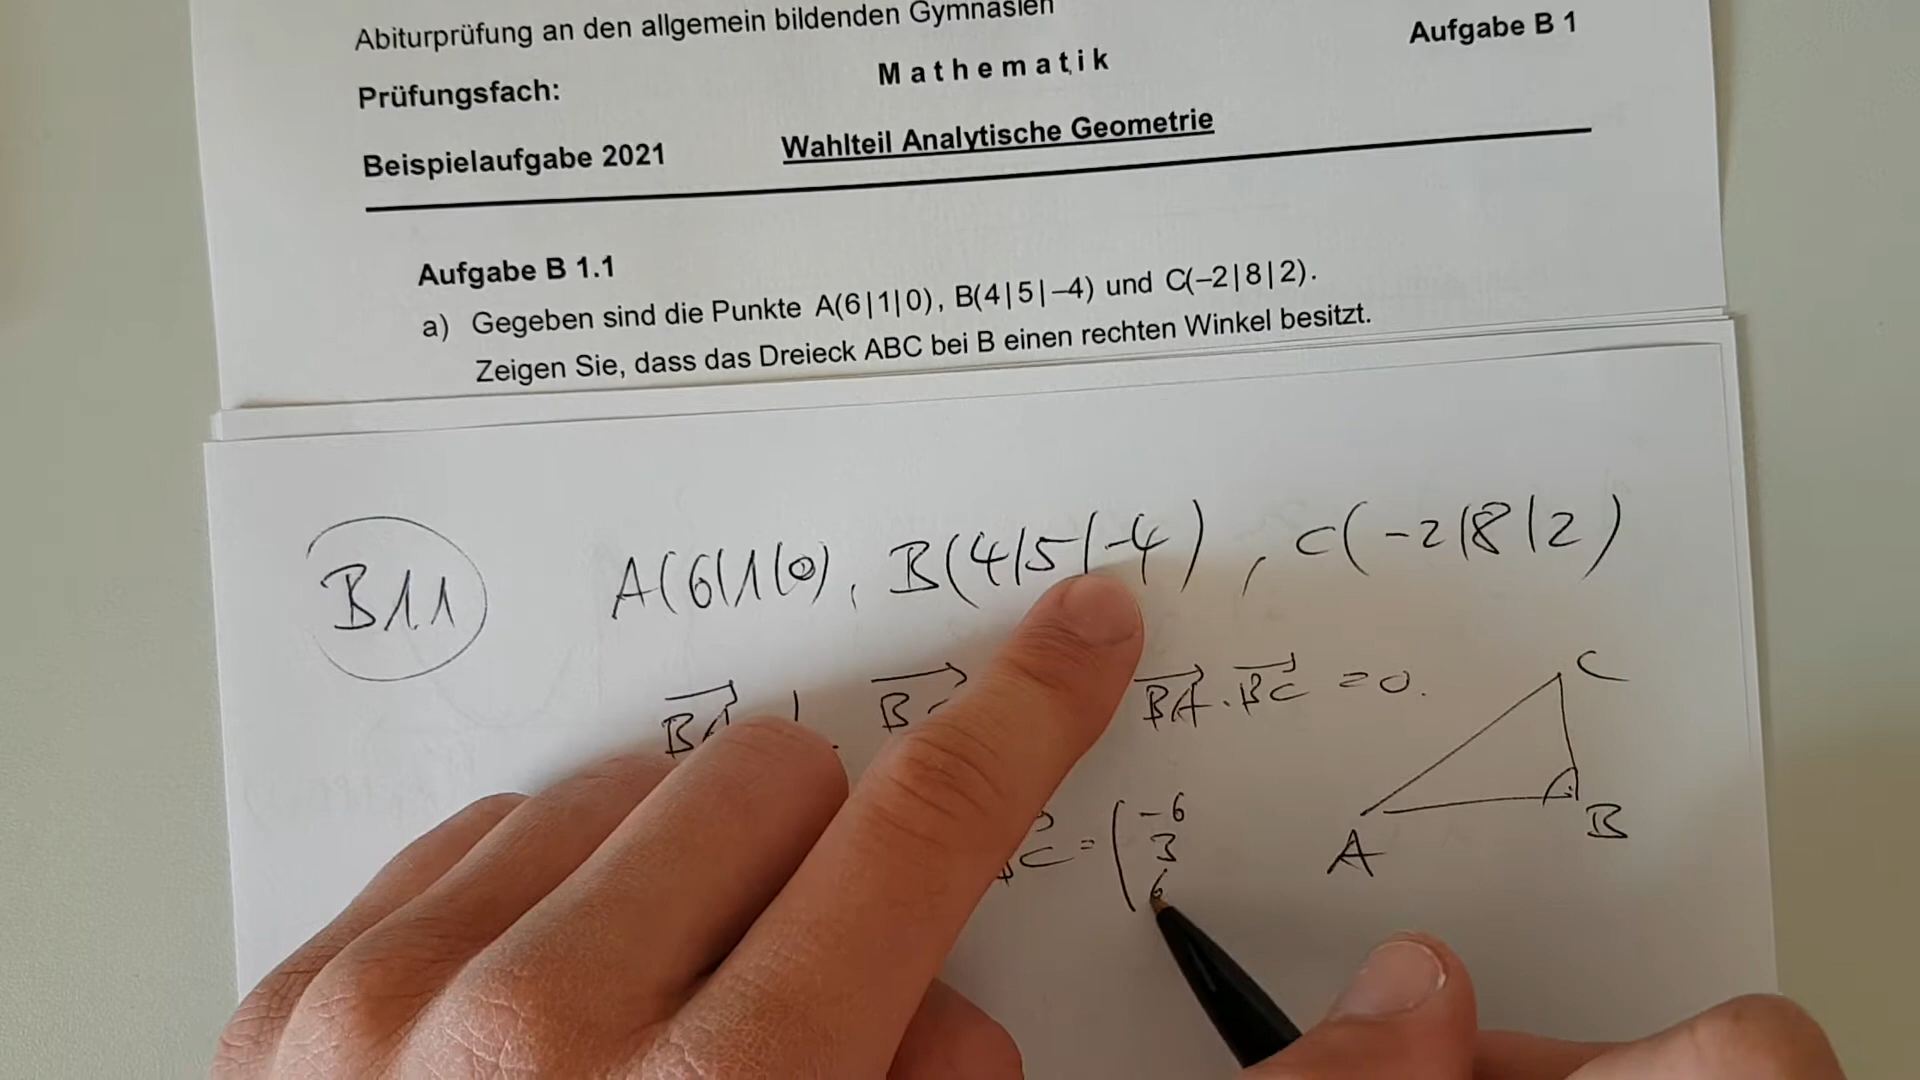 Abiturprüfung an den allgemein bildenden Gymnasien
Aufgabe B 1
Prüfungsfach:
Mathematik
Beispielaufgabe 2021
Wahlteil Analytische Geometrie
Aufgabe B 1.1
a) Gegeben sind die Punkte A(6|1|0), B(4|5|–4) und C(–2|8|2).
Zeigen Sie, dass das Dreieck ABC bei B einen rechten Winkel besitzt.
B1.1
A(6|1|0), B(4|5|-4), C(-2|8|2)
BA BC BA · BC = 0.
C
C = ( -6
3
6
A
B